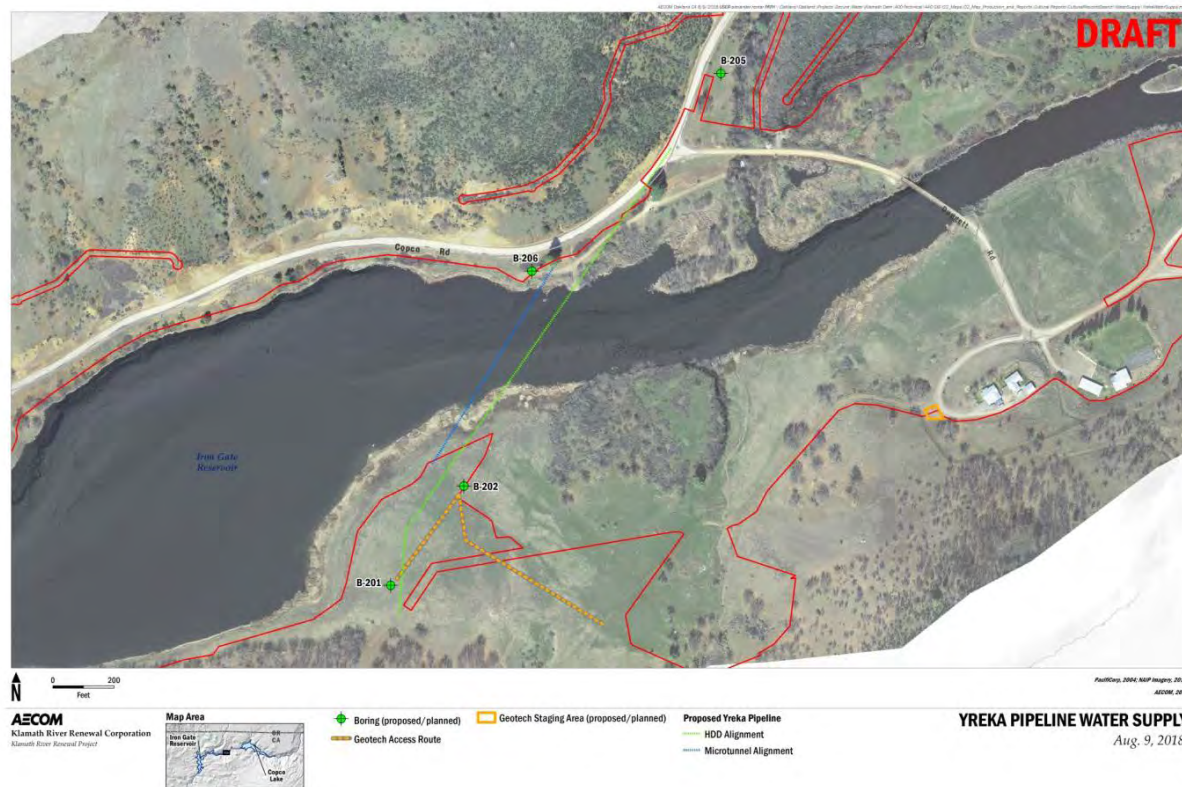 DRAFT
B-205
Daggett
Rd
Copco Rd
B-206
Iron Gate
Reservoir
B-202
B-201
N
0 200
Feet
AECOM
Klamath River Renewal Corporation
Klamath River Renewal Project
Map Area
Iron Gate
Reservoir
OR
CA
Copco
Lake
Boring (proposed/planned)
Geotech Access Route
Geotech Staging Area (proposed/planned)
Proposed Yreka Pipeline
HDD Alignment
Microtunnel Alignment
YREKA PIPELINE WATER SUPPLY
Aug. 9, 2018